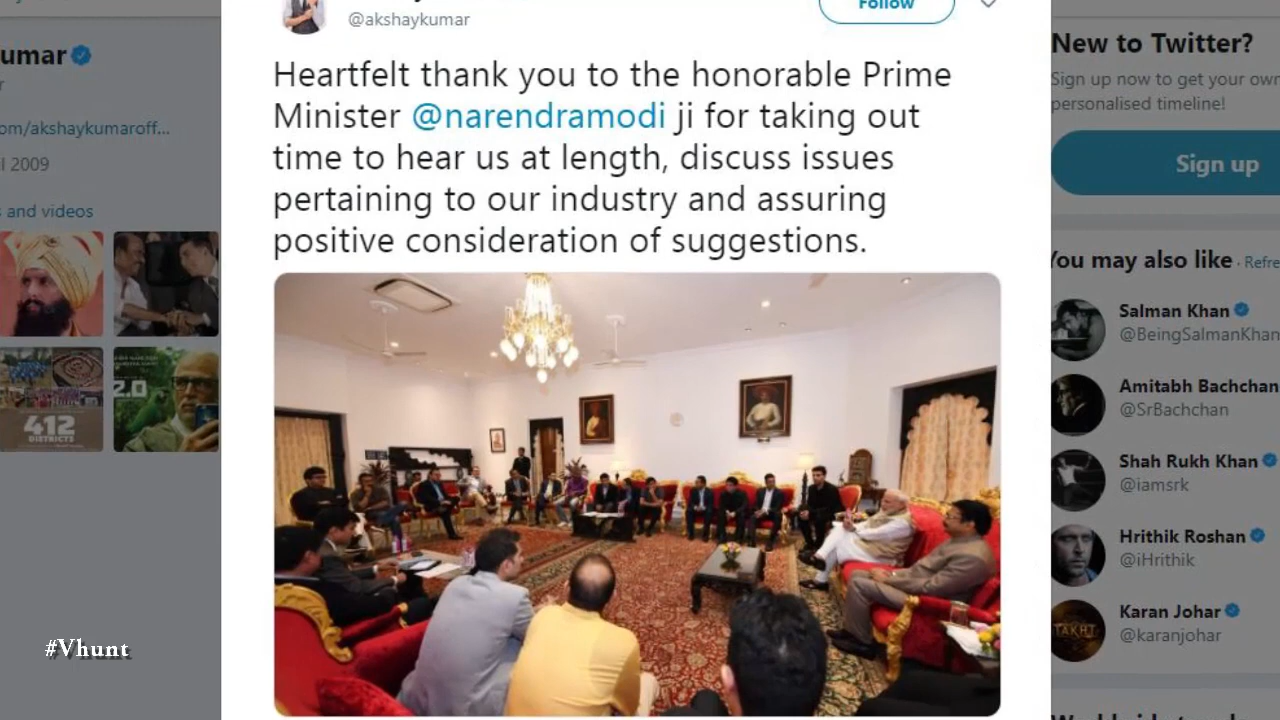 @akshaykumar
Follow
Heartfelt thank you to the honorable Prime
Minister @narendramodi ji for taking out
time to hear us at length, discuss issues
pertaining to our industry and assuring
positive consideration of suggestions.
umar
om/akshaykumaroff...
l 2009
s and videos
2.0
412
DISTRICTS
#Vhunt
New to Twitter?
Sign up now to get your own
personalised timeline!
Sign up
You may also like · Refre
Salman Khan
@BeingSalmanKhan
Amitabh Bachchan
@SrBachchan
Shah Rukh Khan
@iamsrk
Hrithik Roshan
@iHrithik
Karan Johar
@karanjohar
TAKHT